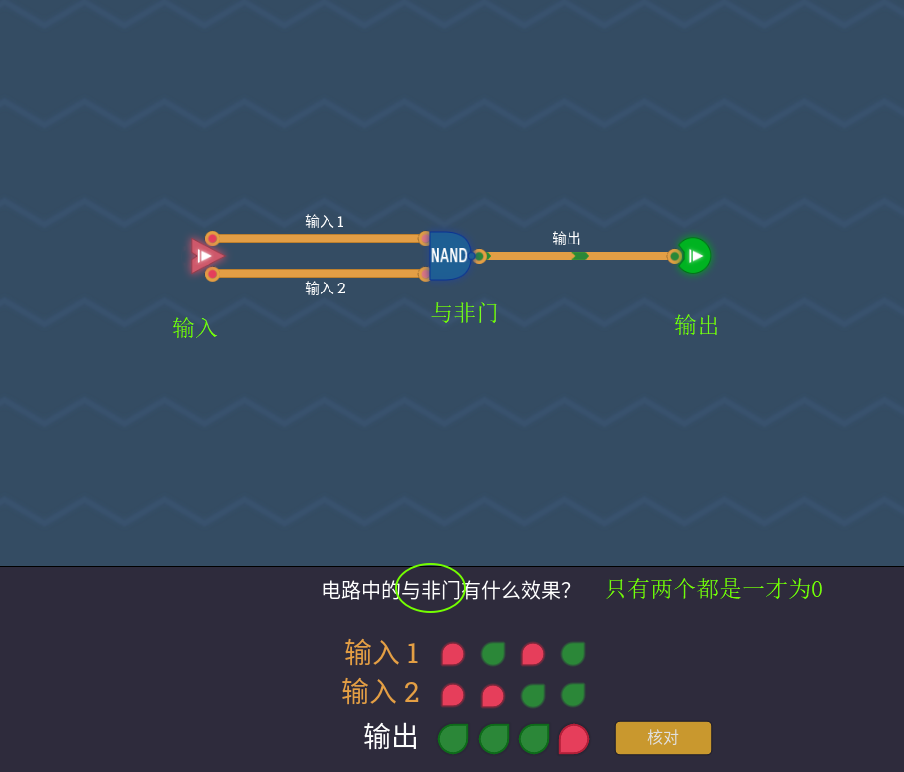 输入 1
输出
NAND
输入 2
与非门
输入
输出
电路中的与非门有什么效果?
只有两个都是一才为0
输入 1
输入 2
输出
核对